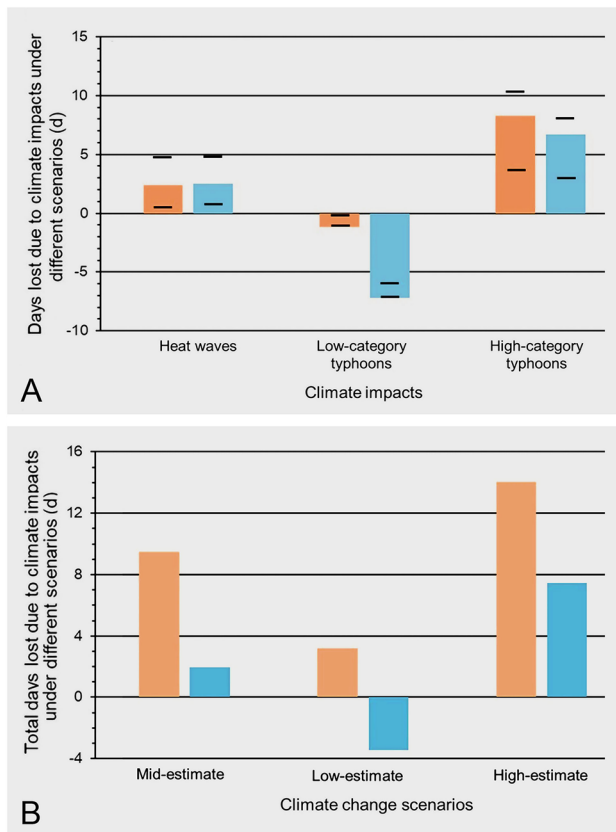 Days lost due to climate impacts under
different scenarios (d)
15
10
5
0
-5
-10
Heat waves
Low-category
typhoons
High-category
typhoons
Climate impacts
A
Total days lost due to climate impacts
under different scenarios (d)
16
12
8
4
0
-4
Mid-estimate
Low-estimate
High-estimate
Climate change scenarios
B